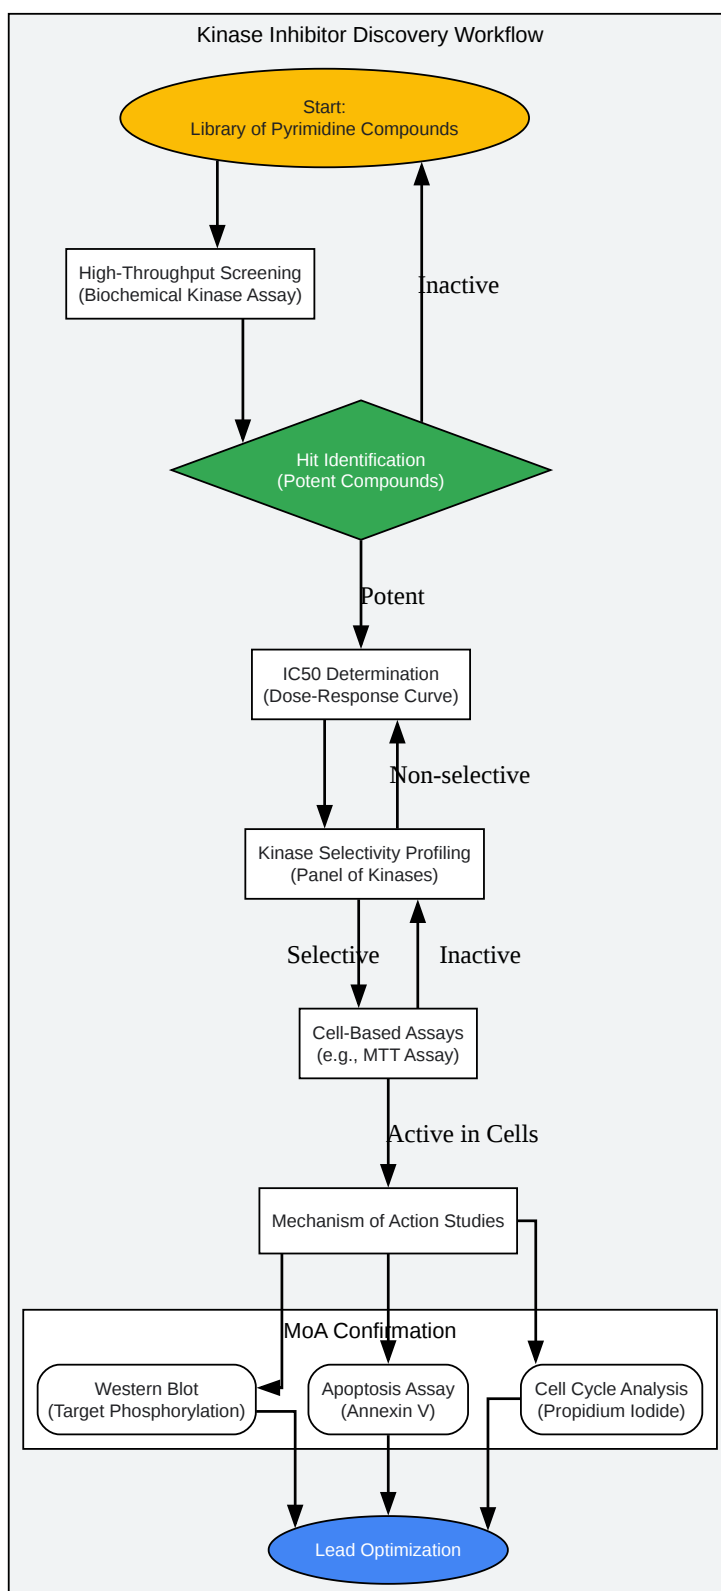 Kinase Inhibitor Discovery Workflow
Start:
Library of Pyrimidine Compounds
High-Throughput Screening
(Biochemical Kinase Assay)
Inactive
Hit Identification
(Potent Compounds)
Potent
IC50 Determination
(Dose-Response Curve)
Non-selective
Kinase Selectivity Profiling
(Panel of Kinases)
Selective
Inactive
Cell-Based Assays
(e.g., MTT Assay)
Active in Cells
Mechanism of Action Studies
MoA Confirmation
Western Blot
(Target Phosphorylation)
Apoptosis Assay
(Annexin V)
Cell Cycle Analysis
(Propidium Iodide)
Lead Optimization